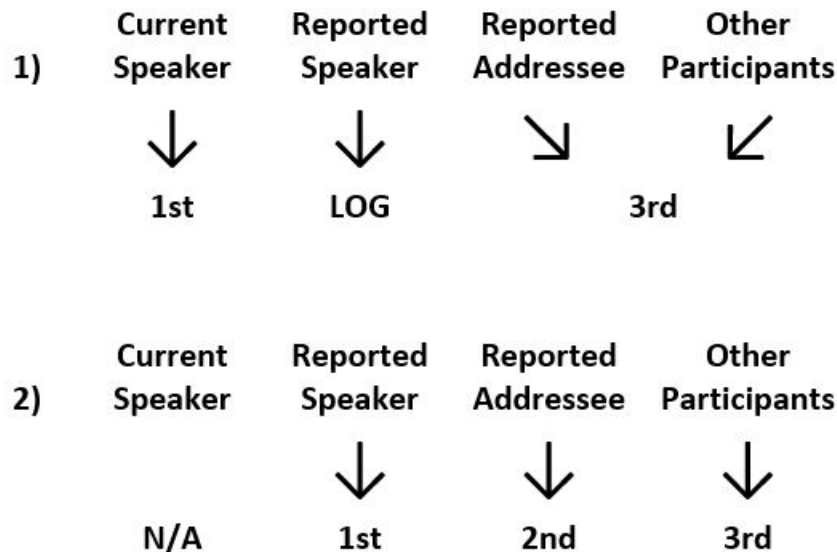 Current Reported Reported Other
1) Speaker Speaker Addressee Participants
1st LOG 3rd
Current Reported Reported Other
2) Speaker Speaker Addressee Participants
N/A 1st 2nd 3rd